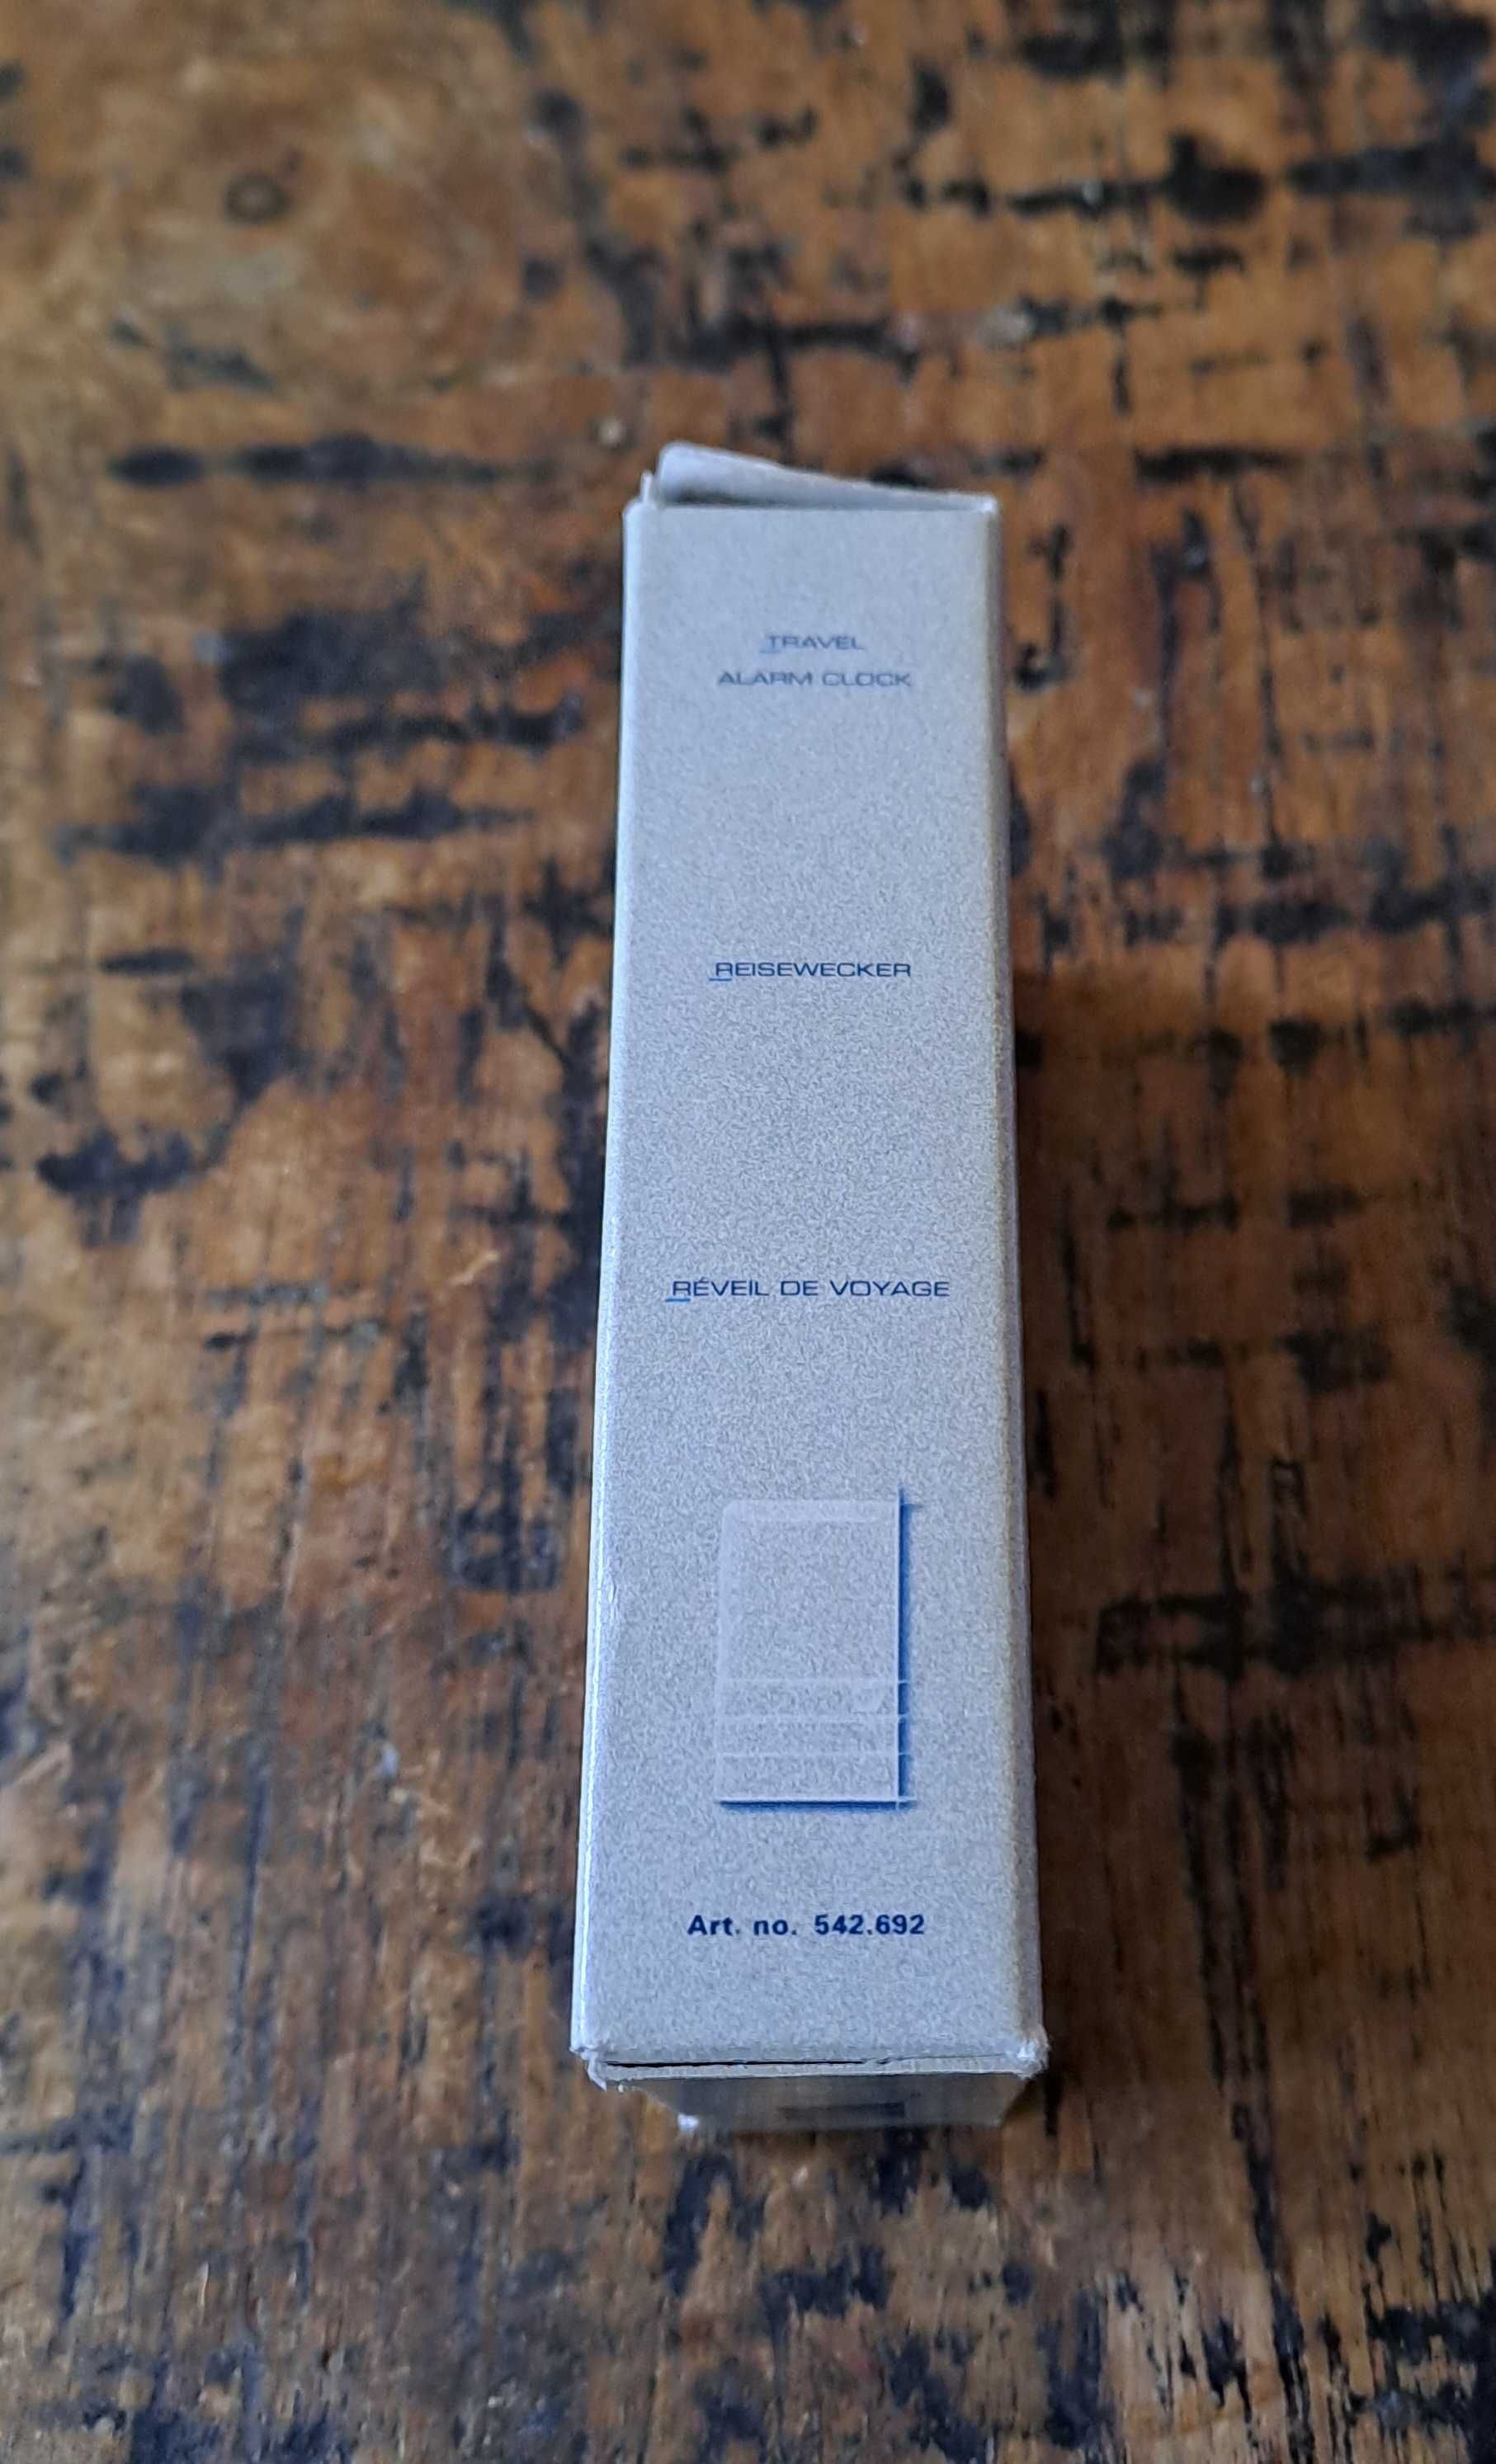 TRAVEL
ALARM CLOCK
REISEWECKER
RÉVEIL DE VOYAGE
Art. no. 542.692